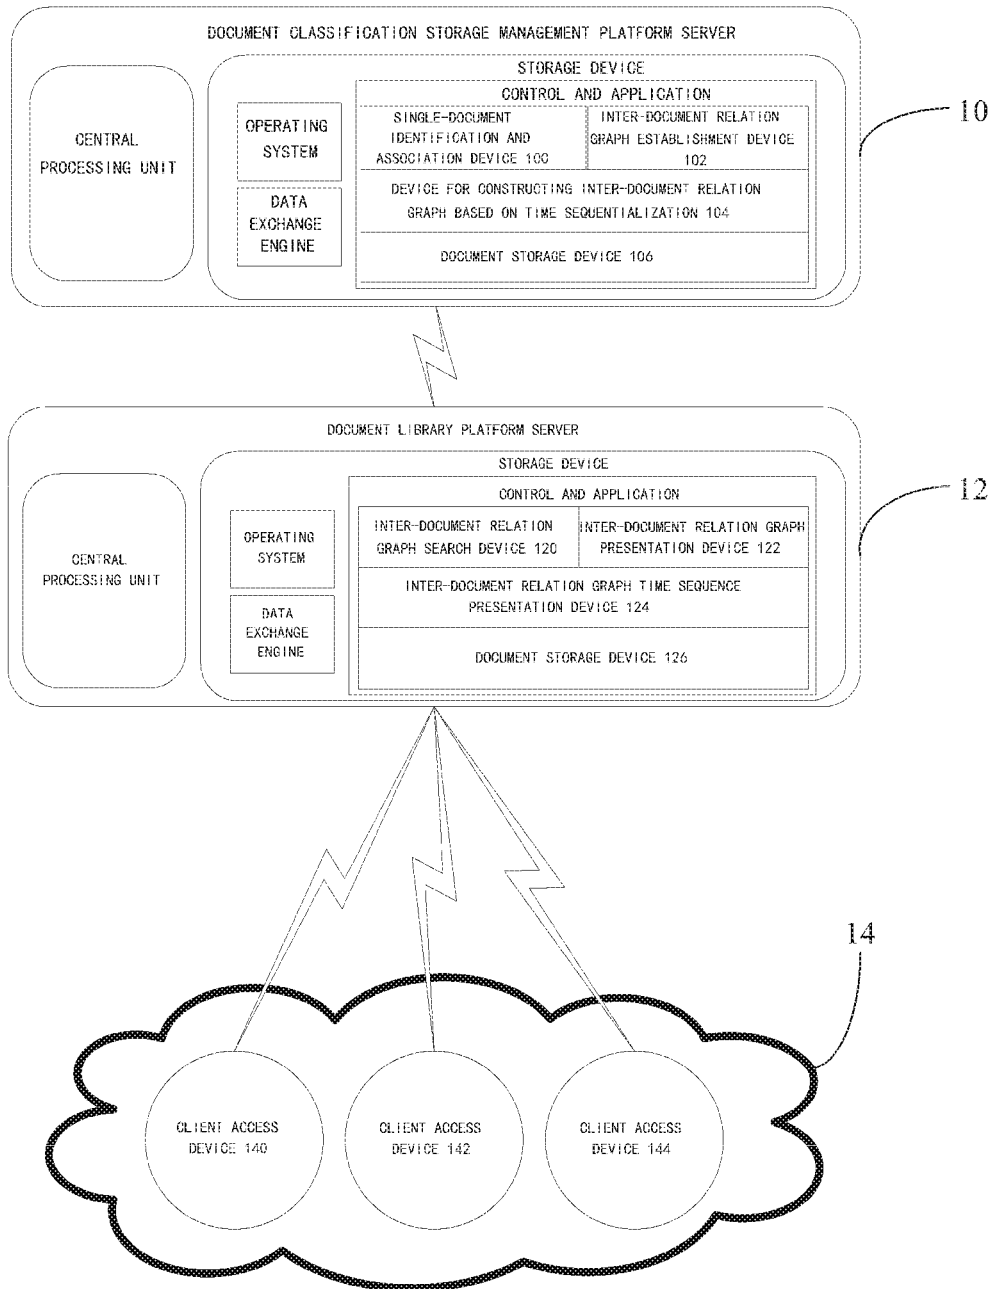 DOCUMENT CLASSIFICATION STORAGE MANAGEMENT PLATFORM SERVER
STORAGE DEVICE
CENTRAL
PROCESSING UNIT
OPERATING
SYSTEM
DATA
EXCHANGE
ENGINE
CONTROL AND APPLICATION
SINGLE-DOCUMENT
IDENTIFICATION AND
ASSOCIATION DEVICE 100
INTER-DOCUMENT RELATION
GRAPH ESTABLISHMENT DEVICE
102
DEVICE FOR CONSTRUCTING INTER-DOCUMENT RELATION
GRAPH BASED ON TIME SEQUENTIALIZATION 104
DOCUMENT STORAGE DEVICE 106
10
DOCUMENT LIBRARY PLATFORM SERVER
STORAGE DEVICE
CENTRAL
PROCESSING UNIT
OPERATING
SYSTEM
DATA
EXCHANGE
ENGINE
CONTROL AND APPLICATION
INTER-DOCUMENT RELATION
GRAPH SEARCH DEVICE 120
INTER-DOCUMENT RELATION GRAPH
PRESENTATION DEVICE 122
INTER-DOCUMENT RELATION GRAPH TIME SEQUENCE
PRESENTATION DEVICE 124
DOCUMENT STORAGE DEVICE 126
12
14
CLIENT ACCESS
DEVICE 140
CLIENT ACCESS
DEVICE 142
CLIENT ACCESS
DEVICE 144